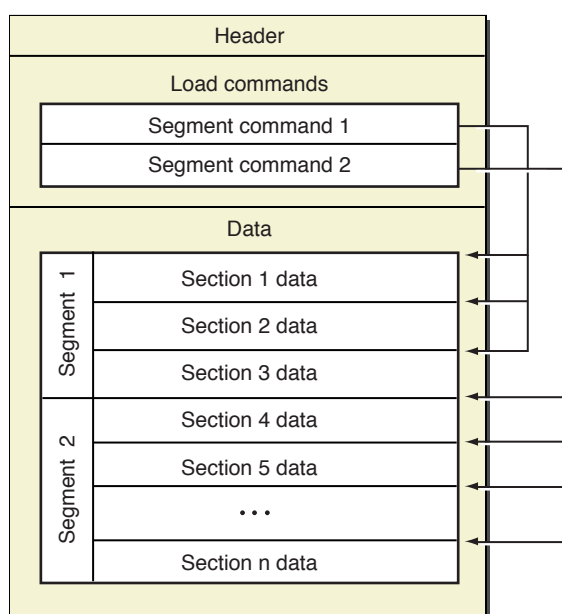 Header
Load commands
Segment command 1
Segment command 2
Data
Segment 1
Section 1 data
Section 2 data
Section 3 data
Segment 2
Section 4 data
Section 5 data
...
Section n data